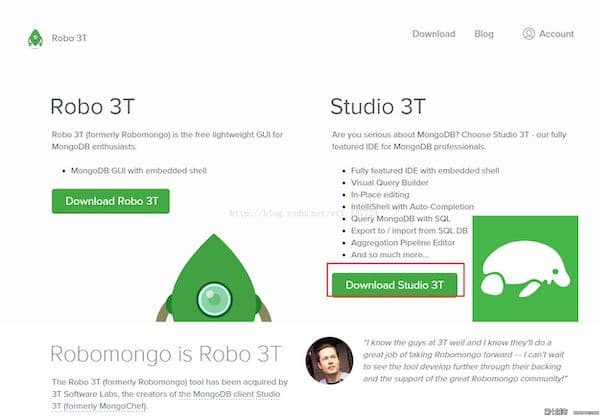 Robo 3T
Download
Blog
Account
Robo 3T
Robo 3T (formerly Robomongo) is the free lightweight GUI for
MongoDB enthusiasts.
• MongoDB GUI with embedded shell
Download Robo 3T
Studio 3T
Are you serious about MongoDB? Choose Studio 3T - our fully
featured IDE for MongoDB professionals.
• Fully featured IDE with embedded shell
• Visual Query Builder
• In-Place editing
• IntelliShell with Auto-Completion
• Query MongoDB with SQL
• Export to / import from SQL DB
• Aggregation Pipeline Editor
• And so much more...
Download Studio 3T
Robomongo is Robo 3T
The Robo 3T (formerly Robomongo) tool has been acquired by
3T Software Labs, the creators of the MongoDB client Studio
3T (formerly MongoChef).
"I know the guys at 3T well and I know they'll do a
great job of taking Robomongo forward — I can't wait
to see the tool develop further through their backing
and the support of the great Robomongo community!"